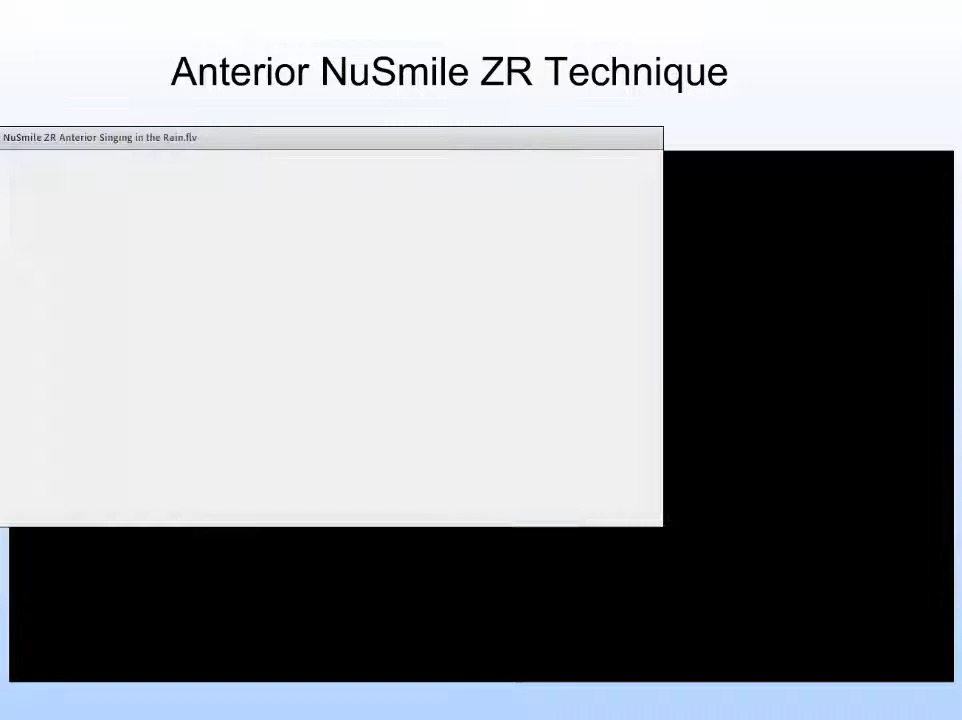 Anterior NuSmile ZR Technique
NuSmile ZR Anterior Singing in the Rain.flv